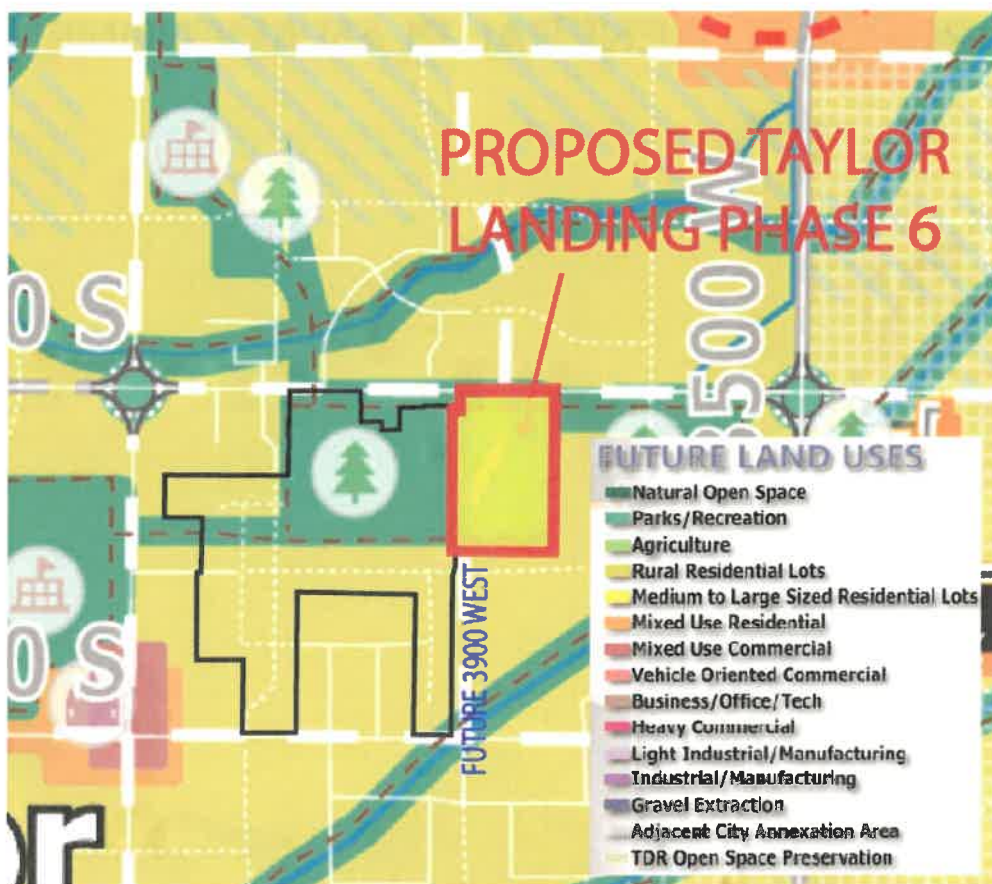 PROPOSED TAYLOR
LANDING PHASE 6
0 S
3500 W
0 S
FUTURE 3900 WEST
or
FUTURE LAND USES
Natural Open Space
Parks/Recreation
Agriculture
Rural Residential Lots
Medium to Large Sized Residential Lots
Mixed Use Residential
Mixed Use Commercial
Vehicle Oriented Commercial
Business/Office/Tech
Heavy Commercial
Light Industrial/Manufacturing
Industrial/Manufacturing
Gravel Extraction
Adjacent City Annexation Area
TDR Open Space Preservation